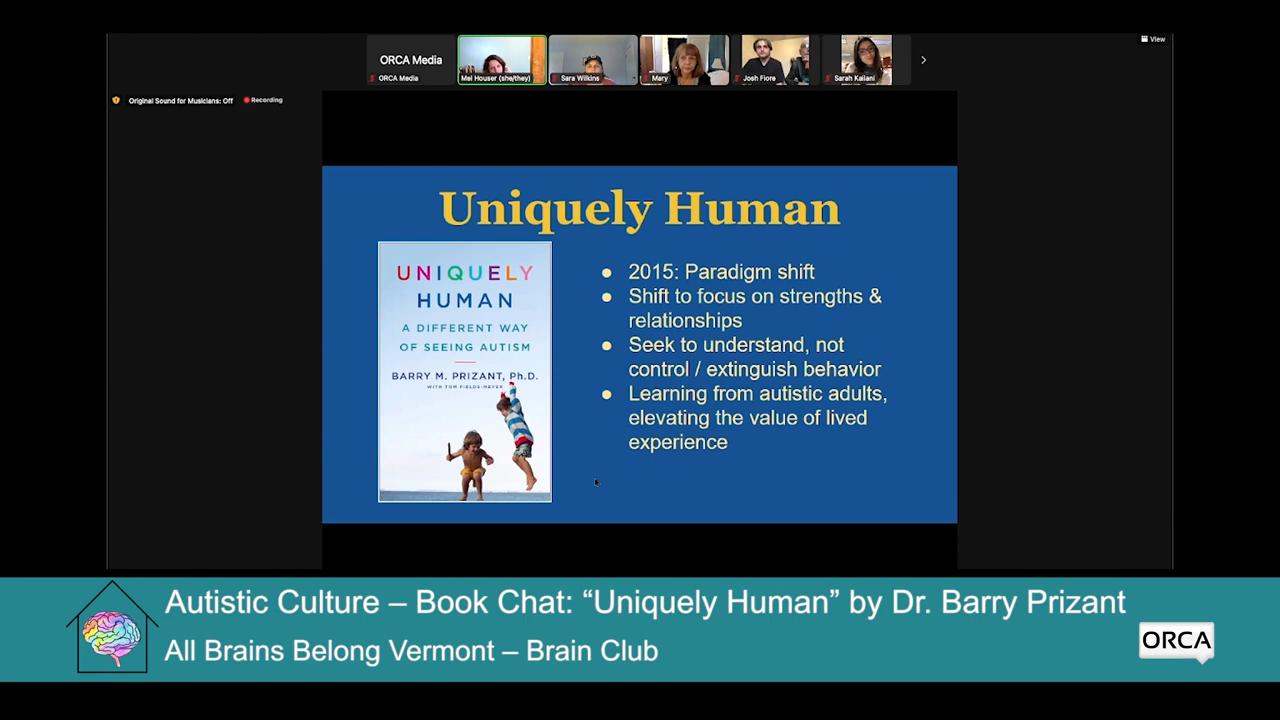 View
ORCA Media
ORCA Media
Mel Houser (she/they)
Sara Wilkins
Mary
Josh Fiore
Sarah Kailani
Original Sound for Musicians: Off
Recording
Uniquely Human
UNIQUELY
HUMAN
A DIFFERENT WAY
OF SEEING AUTISM
BARRY M. PRIZANT, Ph.D.
WITH TOM FIELDS-MEYER
● 2015: Paradigm shift
● Shift to focus on strengths &
relationships
● Seek to understand, not
control / extinguish behavior
● Learning from autistic adults,
elevating the value of lived
experience
Autistic Culture – Book Chat: “Uniquely Human” by Dr. Barry Prizant
All Brains Belong Vermont – Brain Club
ORCA